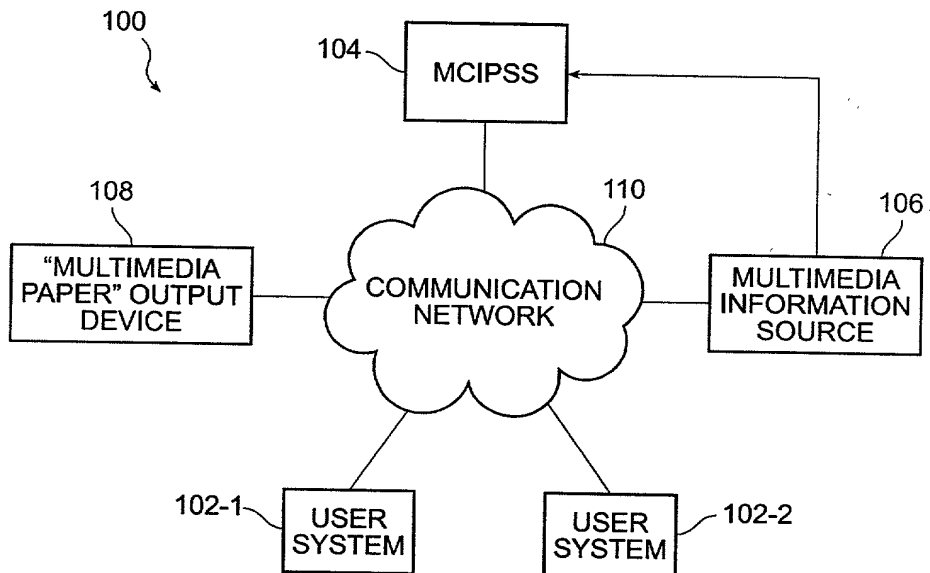 100
104
MCIPSS
108
110
106
"MULTIMEDIA
PAPER" OUTPUT
DEVICE
COMMUNICATION
NETWORK
MULTIMEDIA
INFORMATION
SOURCE
102-1
USER
SYSTEM
USER
SYSTEM
102-2